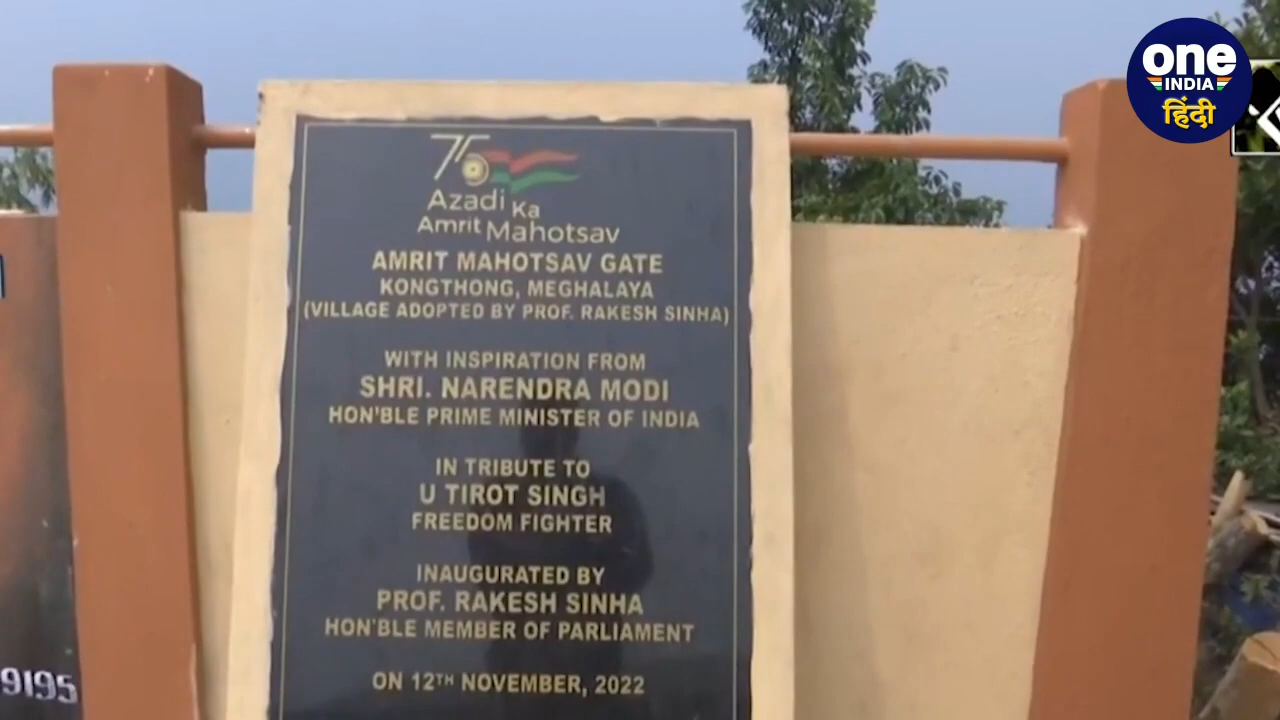 one
INDIA
हिंदी
75
Azadi Ka
Amrit Mahotsav
AMRIT MAHOTSAV GATE
KONGTHONG, MEGHALAYA
(VILLAGE ADOPTED BY PROF. RAKESH SINHA)
WITH INSPIRATION FROM
SHRI. NARENDRA MODI
HON'BLE PRIME MINISTER OF INDIA
IN TRIBUTE TO
U TIROT SINGH
FREEDOM FIGHTER
INAUGURATED BY
PROF. RAKESH SINHA
HON'BLE MEMBER OF PARLIAMENT
ON 12TH NOVEMBER, 2022
9195